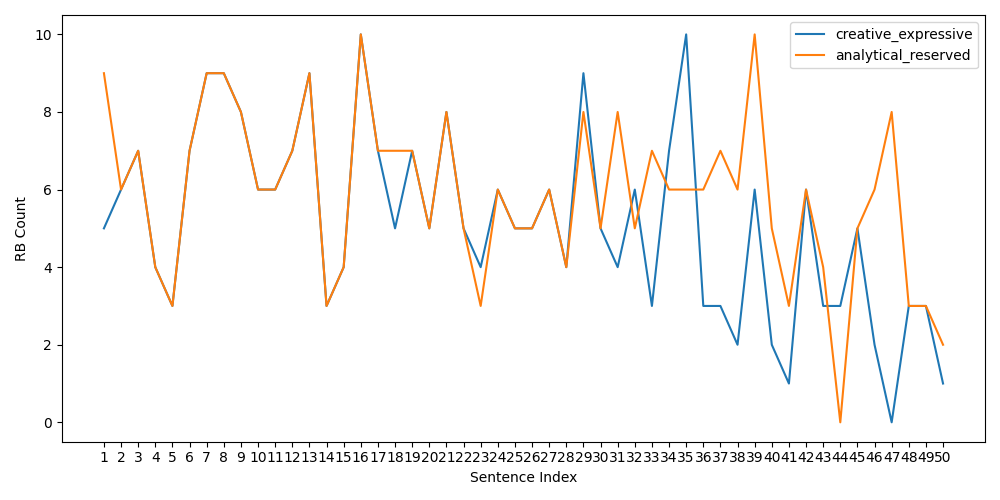 10
8
6
4
2
0
RB Count
creative_expressive
analytical_reserved
1 2 3 4 5 6 7 8 9 10 11 12 13 14 15 16 17 18 19 20 21 22 23 24 25 26 27 28 29 30 31 32 33 34 35 36 37 38 39 40 41 42 43 44 45 46 47 48 49 50
Sentence Index